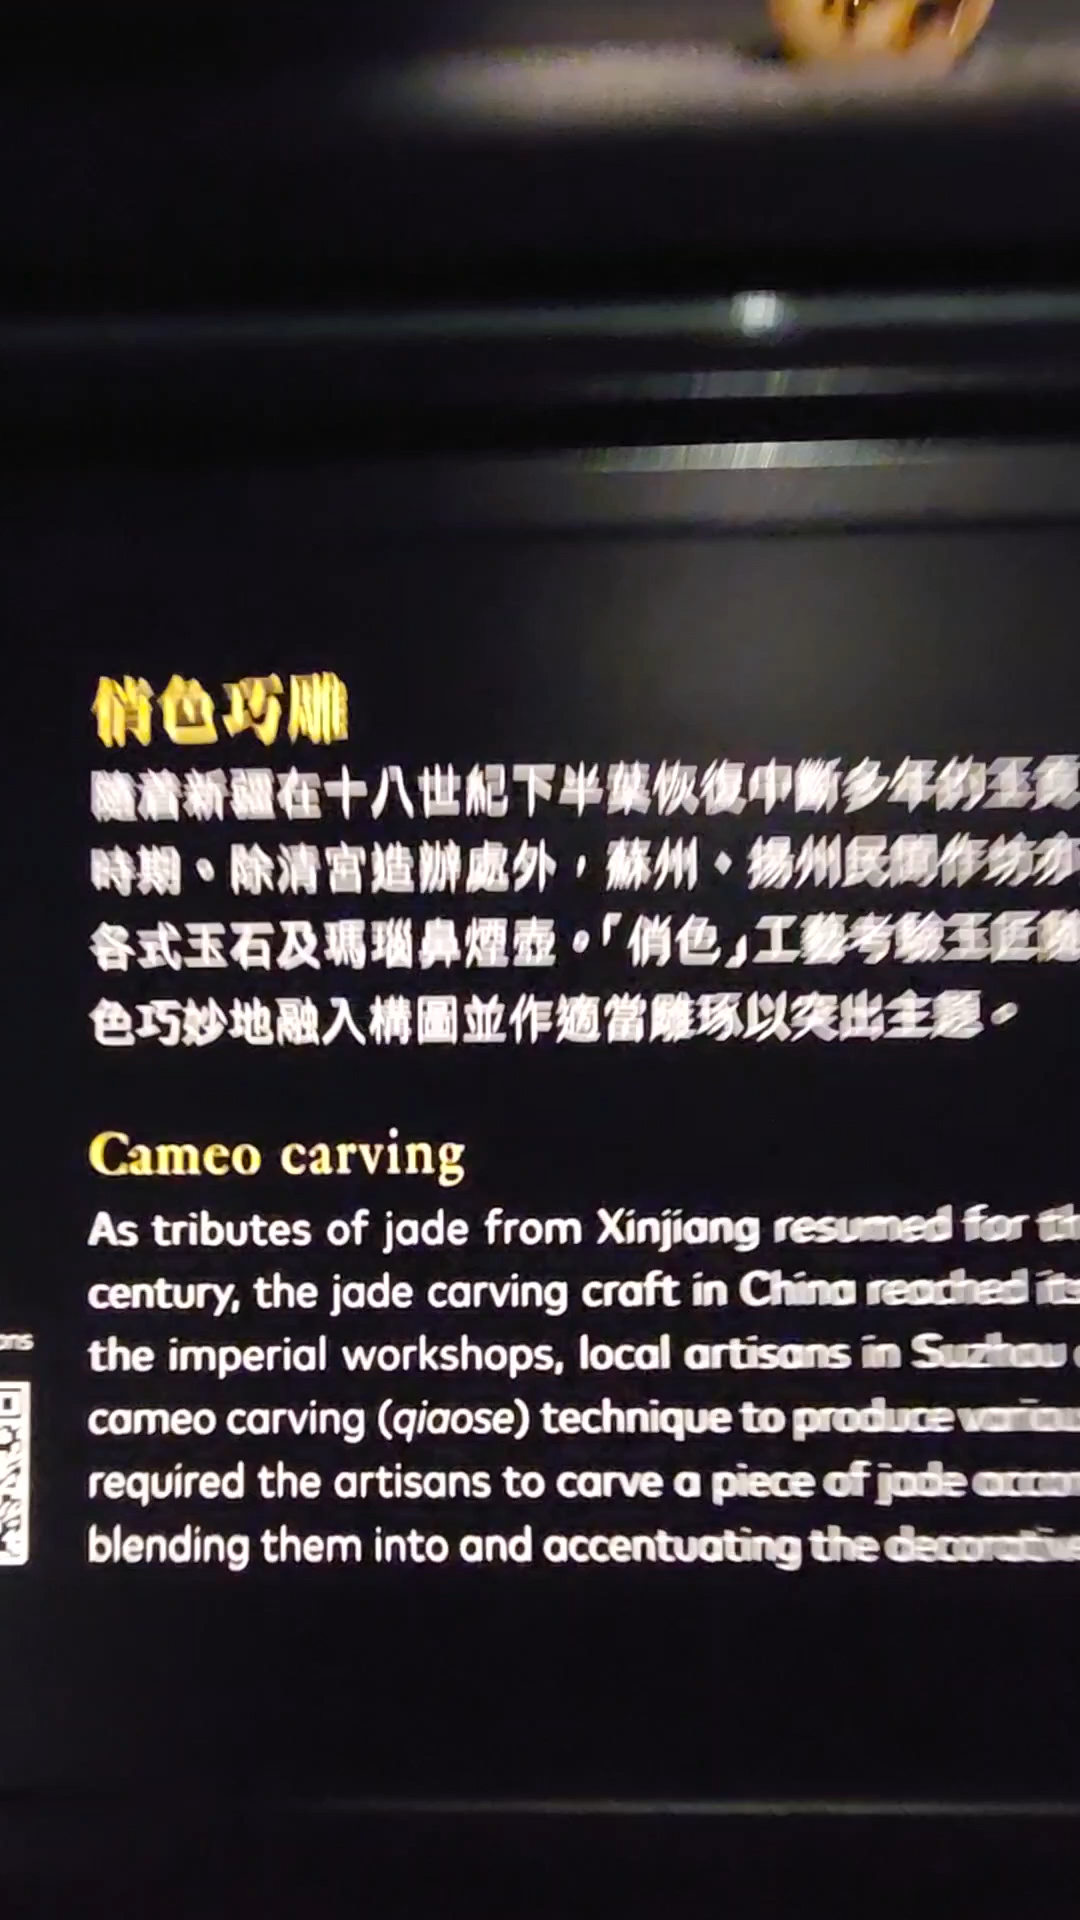 俏色巧雕
隨着新疆在十八世紀下半葉恢復中斷多年的玉貢
時期。除清宮造辦處外，蘇州、揚州民間作坊亦
各式玉石及瑪瑙鼻煙壺。「俏色」工藝考驗玉匠
色巧妙地融入構圖並作適當雕琢以突出主題。
Cameo carving
As tributes of jade from Xinjiang resumed for
century, the jade carving craft in China reached its
ons
the imperial workshops, local artisans in Suzhou
cameo carving (qiaose) technique to produce
required the artisans to carve a piece of jade
blending them into and accentuating the decorative